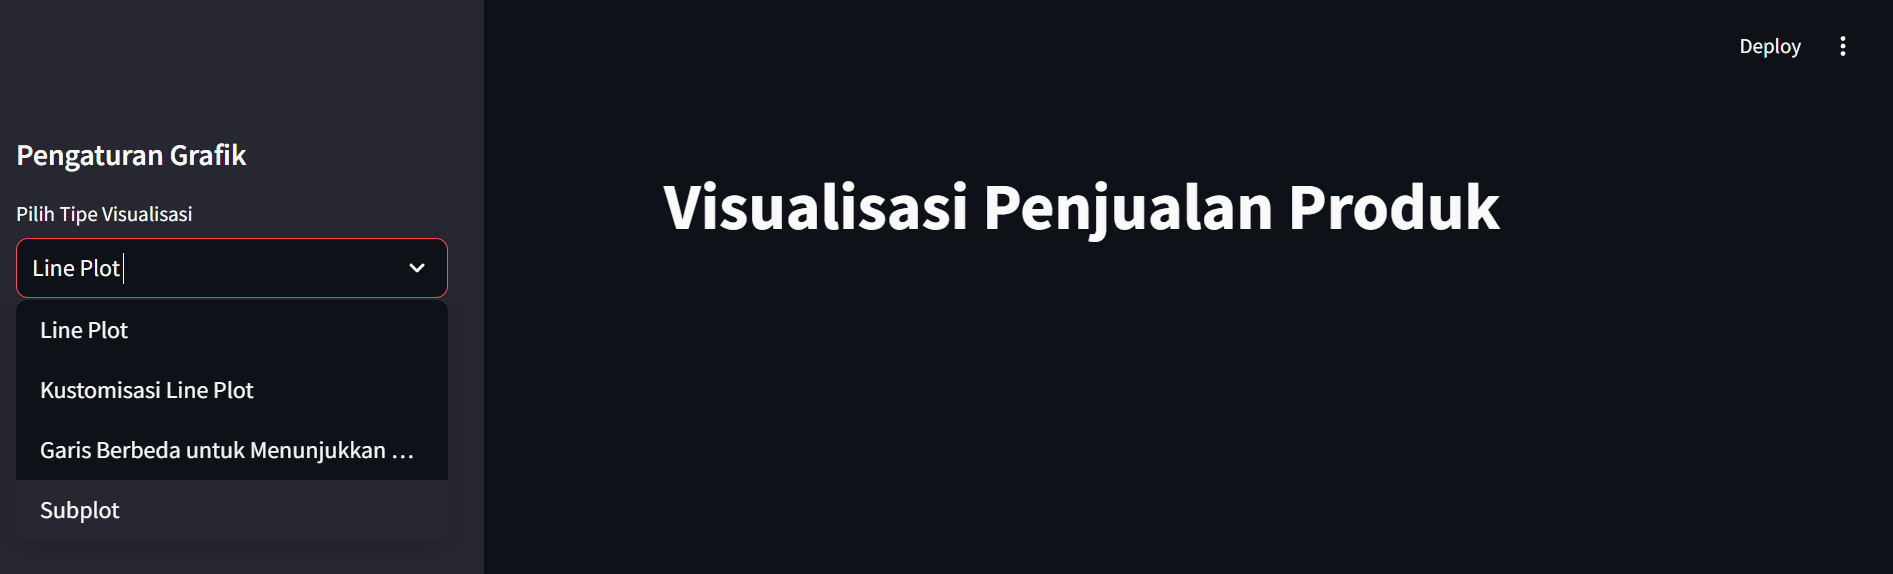 Deploy
Pengaturan Grafik
Pilih Tipe Visualisasi
Line Plot
Line Plot
Kustomisasi Line Plot
Garis Berbeda untuk Menunjukkan ...
Subplot
Visualisasi Penjualan Produk